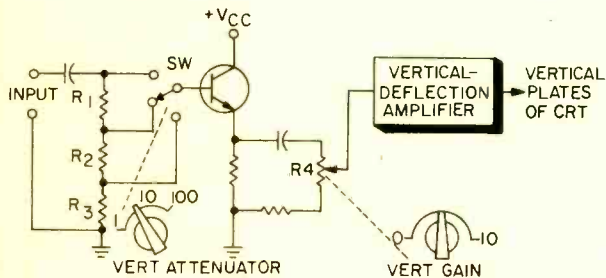 +VCC
SW
INPUT
R1
R2
R3
1 10 100
VERT ATTENUATOR
R4
VERTICAL-
DEFLECTION
AMPLIFIER
VERTICAL
PLATES
OF CRT
0 10
VERT GAIN